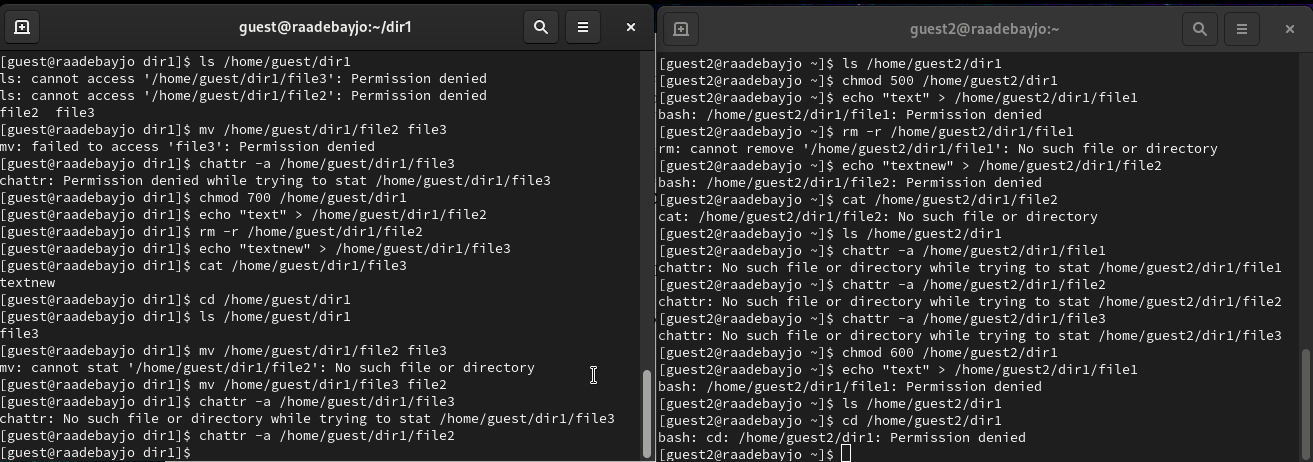 guest@raadebayjo:~/dir1
[guest@raadebayjo dir1]$ ls /home/guest/dir1
ls: cannot access '/home/guest/dir1/file3': Permission denied
ls: cannot access '/home/guest/dir1/file2': Permission denied
file2  file3
[guest@raadebayjo dir1]$ mv /home/guest/dir1/file2 file3
mv: failed to access 'file3': Permission denied
[guest@raadebayjo dir1]$ chattr -a /home/guest/dir1/file3
chattr: Permission denied while trying to stat /home/guest/dir1/file3
[guest@raadebayjo dir1]$ chmod 700 /home/guest/dir1
[guest@raadebayjo dir1]$ echo "text" > /home/guest/dir1/file2
[guest@raadebayjo dir1]$ rm -r /home/guest/dir1/file2
[guest@raadebayjo dir1]$ echo "textnew" > /home/guest/dir1/file3
[guest@raadebayjo dir1]$ cat /home/guest/dir1/file3
textnew
[guest@raadebayjo dir1]$ cd /home/guest/dir1
[guest@raadebayjo dir1]$ ls /home/guest/dir1
file3
[guest@raadebayjo dir1]$ mv /home/guest/dir1/file2 file3
mv: cannot stat '/home/guest/dir1/file2': No such file or directory
[guest@raadebayjo dir1]$ mv /home/guest/dir1/file3 file2
[guest@raadebayjo dir1]$ chattr -a /home/guest/dir1/file3
chattr: No such file or directory while trying to stat /home/guest/dir1/file3
[guest@raadebayjo dir1]$ chattr -a /home/guest/dir1/file2
[guest@raadebayjo dir1]$
guest2@raadebayjo:~
[guest2@raadebayjo ~]$ ls /home/guest2/dir1
[guest2@raadebayjo ~]$ chmod 500 /home/guest2/dir1
[guest2@raadebayjo ~]$ echo "text" > /home/guest2/dir1/file1
bash: /home/guest2/dir1/file1: Permission denied
[guest2@raadebayjo ~]$ rm -r /home/guest2/dir1/file1
rm: cannot remove '/home/guest2/dir1/file1': No such file or directory
[guest2@raadebayjo ~]$ echo "textnew" > /home/guest2/dir1/file2
bash: /home/guest2/dir1/file2: Permission denied
[guest2@raadebayjo ~]$ cat /home/guest2/dir1/file2
cat: /home/guest2/dir1/file2: No such file or directory
[guest2@raadebayjo ~]$ ls /home/guest2/dir1
[guest2@raadebayjo ~]$ chattr -a /home/guest2/dir1/file1
chattr: No such file or directory while trying to stat /home/guest2/dir1/file1
[guest2@raadebayjo ~]$ chattr -a /home/guest2/dir1/file2
chattr: No such file or directory while trying to stat /home/guest2/dir1/file2
[guest2@raadebayjo ~]$ chattr -a /home/guest2/dir1/file3
chattr: No such file or directory while trying to stat /home/guest2/dir1/file3
[guest2@raadebayjo ~]$ chmod 600 /home/guest2/dir1
[guest2@raadebayjo ~]$ echo "text" > /home/guest2/dir1/file1
bash: /home/guest2/dir1/file1: Permission denied
[guest2@raadebayjo ~]$ ls /home/guest2/dir1
[guest2@raadebayjo ~]$ cd /home/guest2/dir1
bash: cd: /home/guest2/dir1: Permission denied
[guest2@raadebayjo ~]$